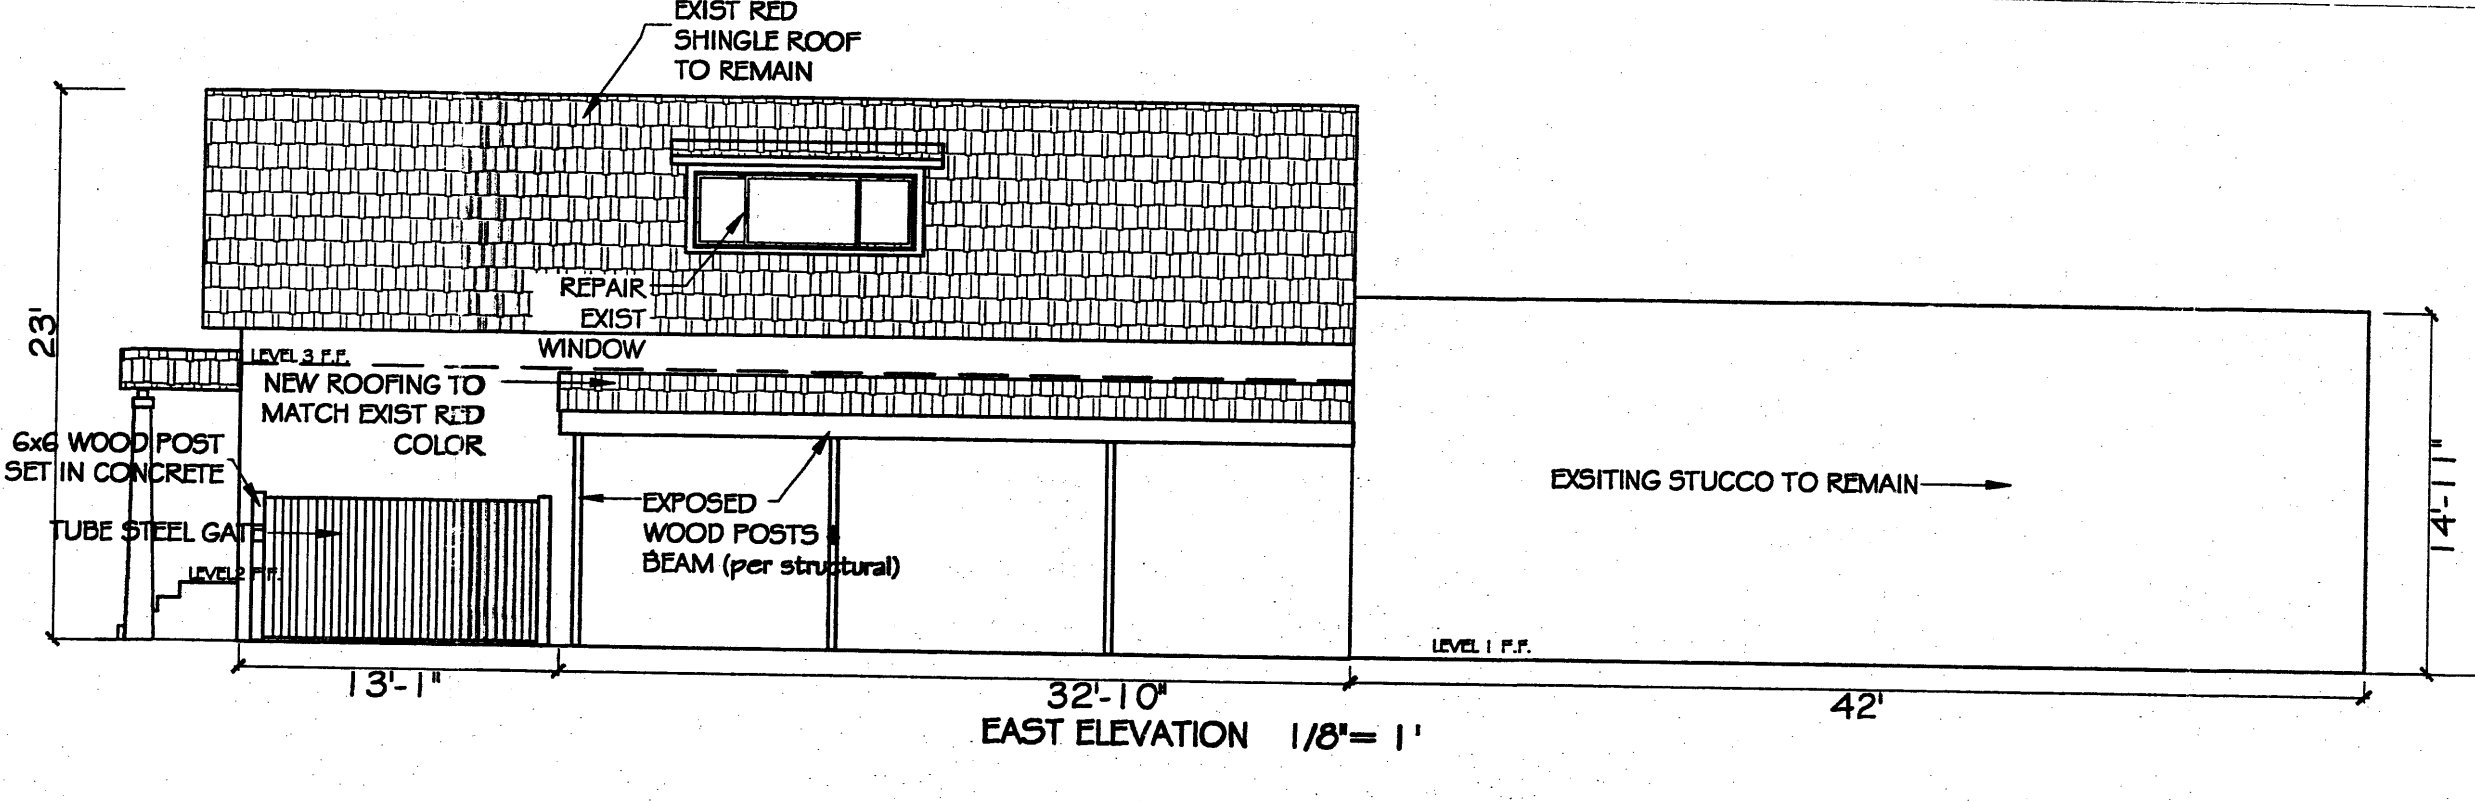 EXIST RED
SHINGLE ROOF
TO REMAIN
23'
REPAIR
EXIST
WINDOW
LEVEL 3 F.F.
NEW ROOFING TO
MATCH EXIST RED
COLOR
6x6 WOOD POST
SET IN CONCRETE
TUBE STEEL GATE
LEVEL 2 F.F.
EXPOSED
WOOD POSTS &
BEAM (per structural)
EXSITING STUCCO TO REMAIN
14'-11"
LEVEL 1 F.F.
13'-1"
32'-10"
42'
EAST ELEVATION 1/8"= 1'